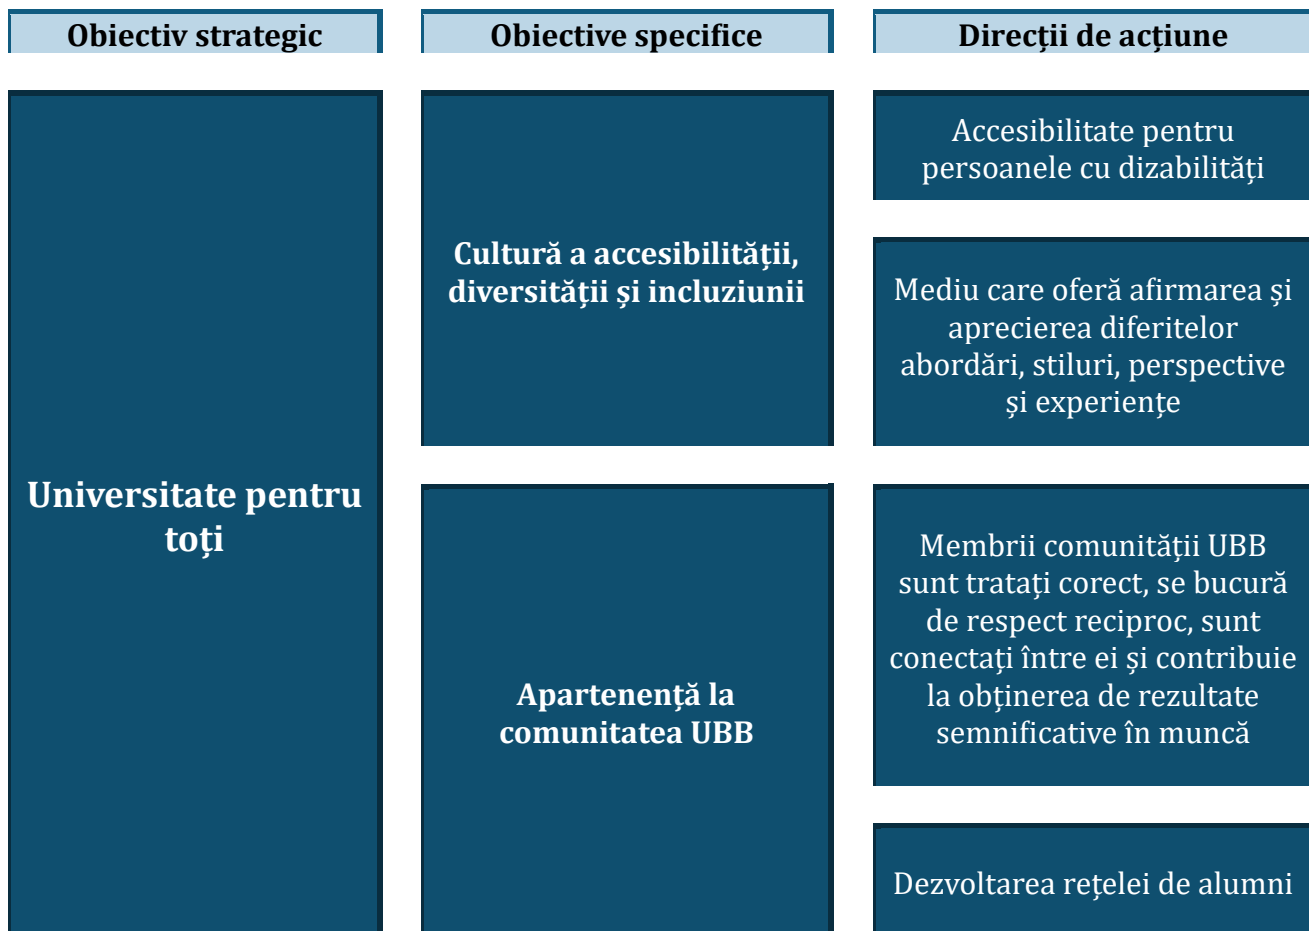 Obiectiv strategic
Obiective specifice
Direcții de acțiune
Universitate pentru
toți
Cultură a accesibilității,
diversității și incluziunii
Accesibilitate pentru
persoanele cu dizabilități
Mediu care oferă afirmarea și
aprecierea diferitelor
abordări, stiluri, perspective
și experiențe
Apartenență la
comunitatea UBB
Membrii comunității UBB
sunt tratați corect, se bucură
de respect reciproc, sunt
conectați între ei și contribuie
la obținerea de rezultate
semnificative în muncă
Dezvoltarea rețelei de alumni